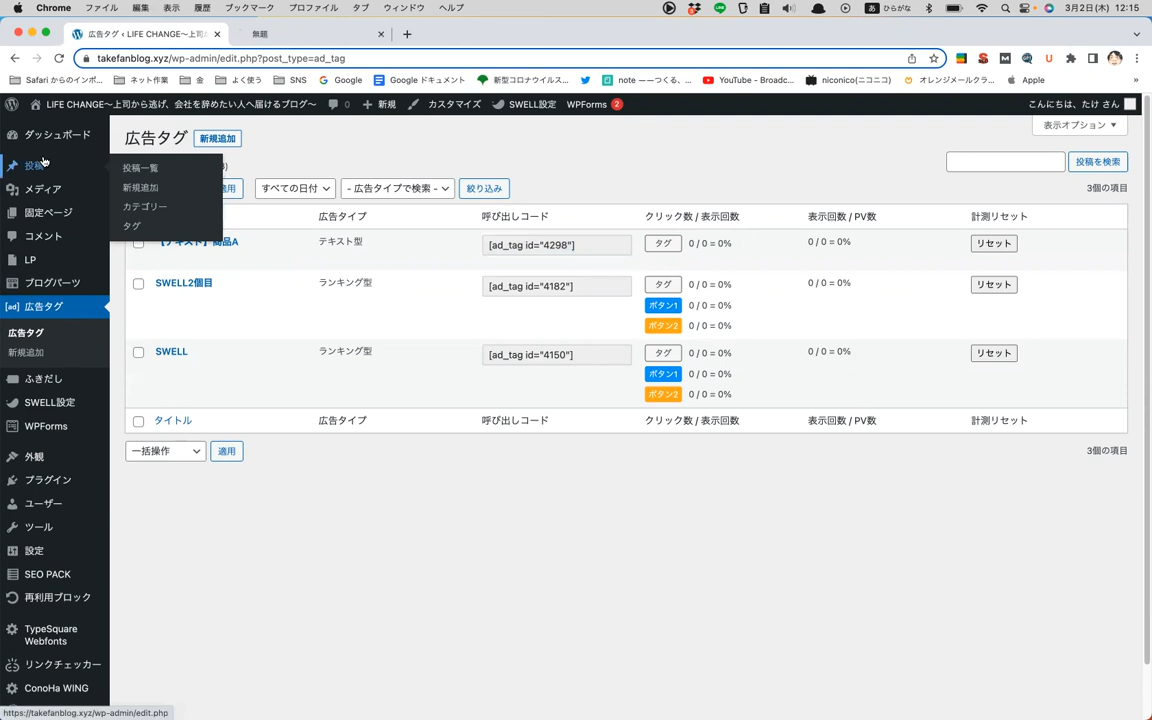 Chrome ファイル 編集 表示 履歴 ブックマーク プロファイル タブ ウィンドウ ヘルプ
あ ひらがな 3月2日(木) 12:15
広告タグ ‹ LIFE CHANGE〜上司か
無題
takefanblog.xyz/wp-admin/edit.php?post_type=ad_tag
Safari からのインポ... ネット作業 金 よく使う SNS Google Google ドキュメント 新型コロナウイルス... note ーーつくる、... YouTube - Broadc... niconico(ニコニコ) オレンジメールクラ... Apple »
LIFE CHANGE〜上司から逃げ、会社を辞めたい人へ届けるブログ〜 0 新規 カスタマイズ SWELL設定 WPForms 2 こんにちは、たけ さん
ダッシュボード
投稿
メディア
固定ページ
コメント
LP
ブログパーツ
[ad] 広告タグ
広告タグ
新規追加
ふきだし
SWELL設定
WPForms
外観
プラグイン
ユーザー
ツール
設定
SEO PACK
再利用ブロック
TypeSquare
Webfonts
リンクチェッカー
ConoHa WING
投稿一覧
新規追加
カテゴリー
タグ
広告タグ 新規追加
表示オプション ▼
投稿を検索
適用 すべての日付 - 広告タイプで検索 - 絞り込み 3個の項目
広告タイプ 呼び出しコード クリック数 / 表示回数 表示回数 / PV数 計測リセット
【テキスト】商品A テキスト型 [ad_tag id="4298"] タグ 0 / 0 = 0% 0 / 0 = 0% リセット
SWELL2個目 ランキング型 [ad_tag id="4182"] タグ 0 / 0 = 0% 0 / 0 = 0% リセット
ボタン1 0 / 0 = 0%
ボタン2 0 / 0 = 0%
SWELL ランキング型 [ad_tag id="4150"] タグ 0 / 0 = 0% 0 / 0 = 0% リセット
ボタン1 0 / 0 = 0%
ボタン2 0 / 0 = 0%
タイトル 広告タイプ 呼び出しコード クリック数 / 表示回数 表示回数 / PV数 計測リセット
一括操作 適用 3個の項目
https://takefanblog.xyz/wp-admin/edit.php